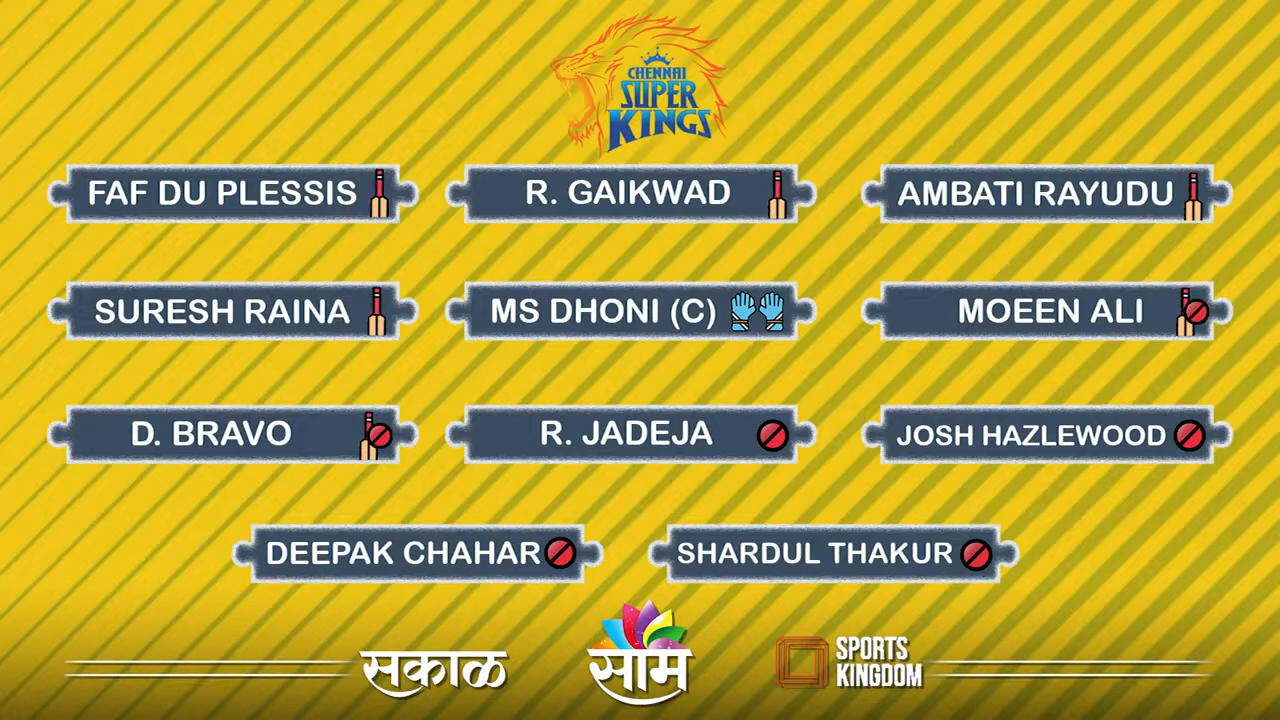 CHENNAI
SUPER
KINGS
FAF DU PLESSIS
R. GAIKWAD
AMBATI RAYUDU
SURESH RAINA
MS DHONI (C)
MOEEN ALI
D. BRAVO
R. JADEJA
JOSH HAZLEWOOD
DEEPAK CHAHAR
SHARDUL THAKUR
सकाळ
साम
SPORTS
KINGDOM